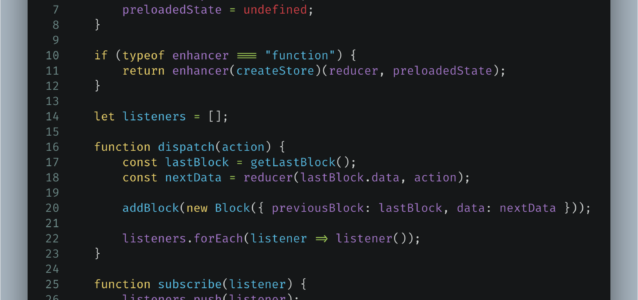 7 preloadedState = undefined;
8 }
9
10 if (typeof enhancer === "function") {
11 return enhancer(createStore)(reducer, preloadedState);
12 }
13
14 let listeners = [];
15
16 function dispatch(action) {
17 const lastBlock = getLastBlock();
18 const nextData = reducer(lastBlock.data, action);
19
20 addBlock(new Block({ previousBlock: lastBlock, data: nextData }));
21
22 listeners.forEach(listener => listener());
23 }
24
25 function subscribe(listener) {
26 listeners.push(listener);